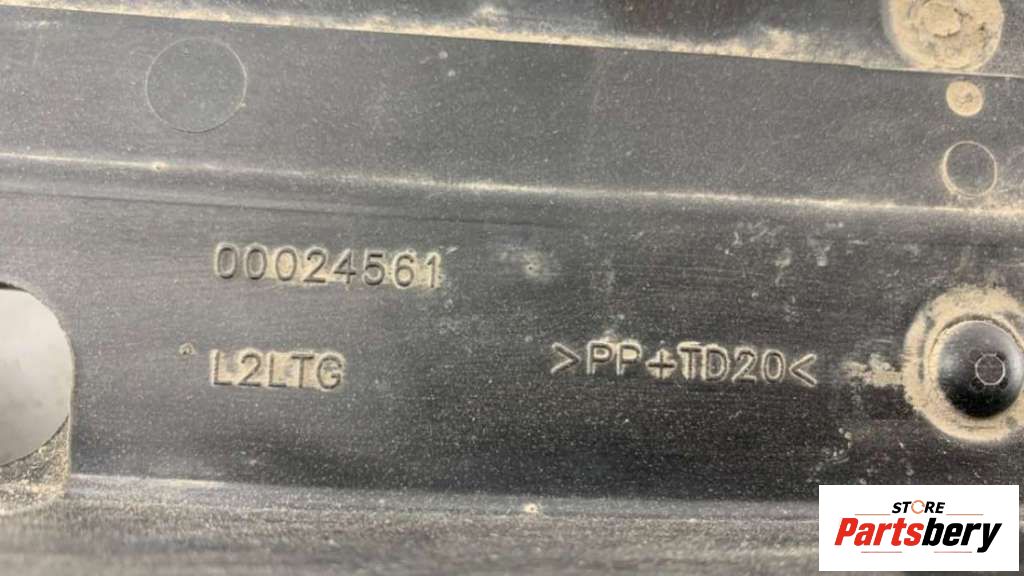 00024561
L2LTG
>PP+TD20<
STORE
Partsbery